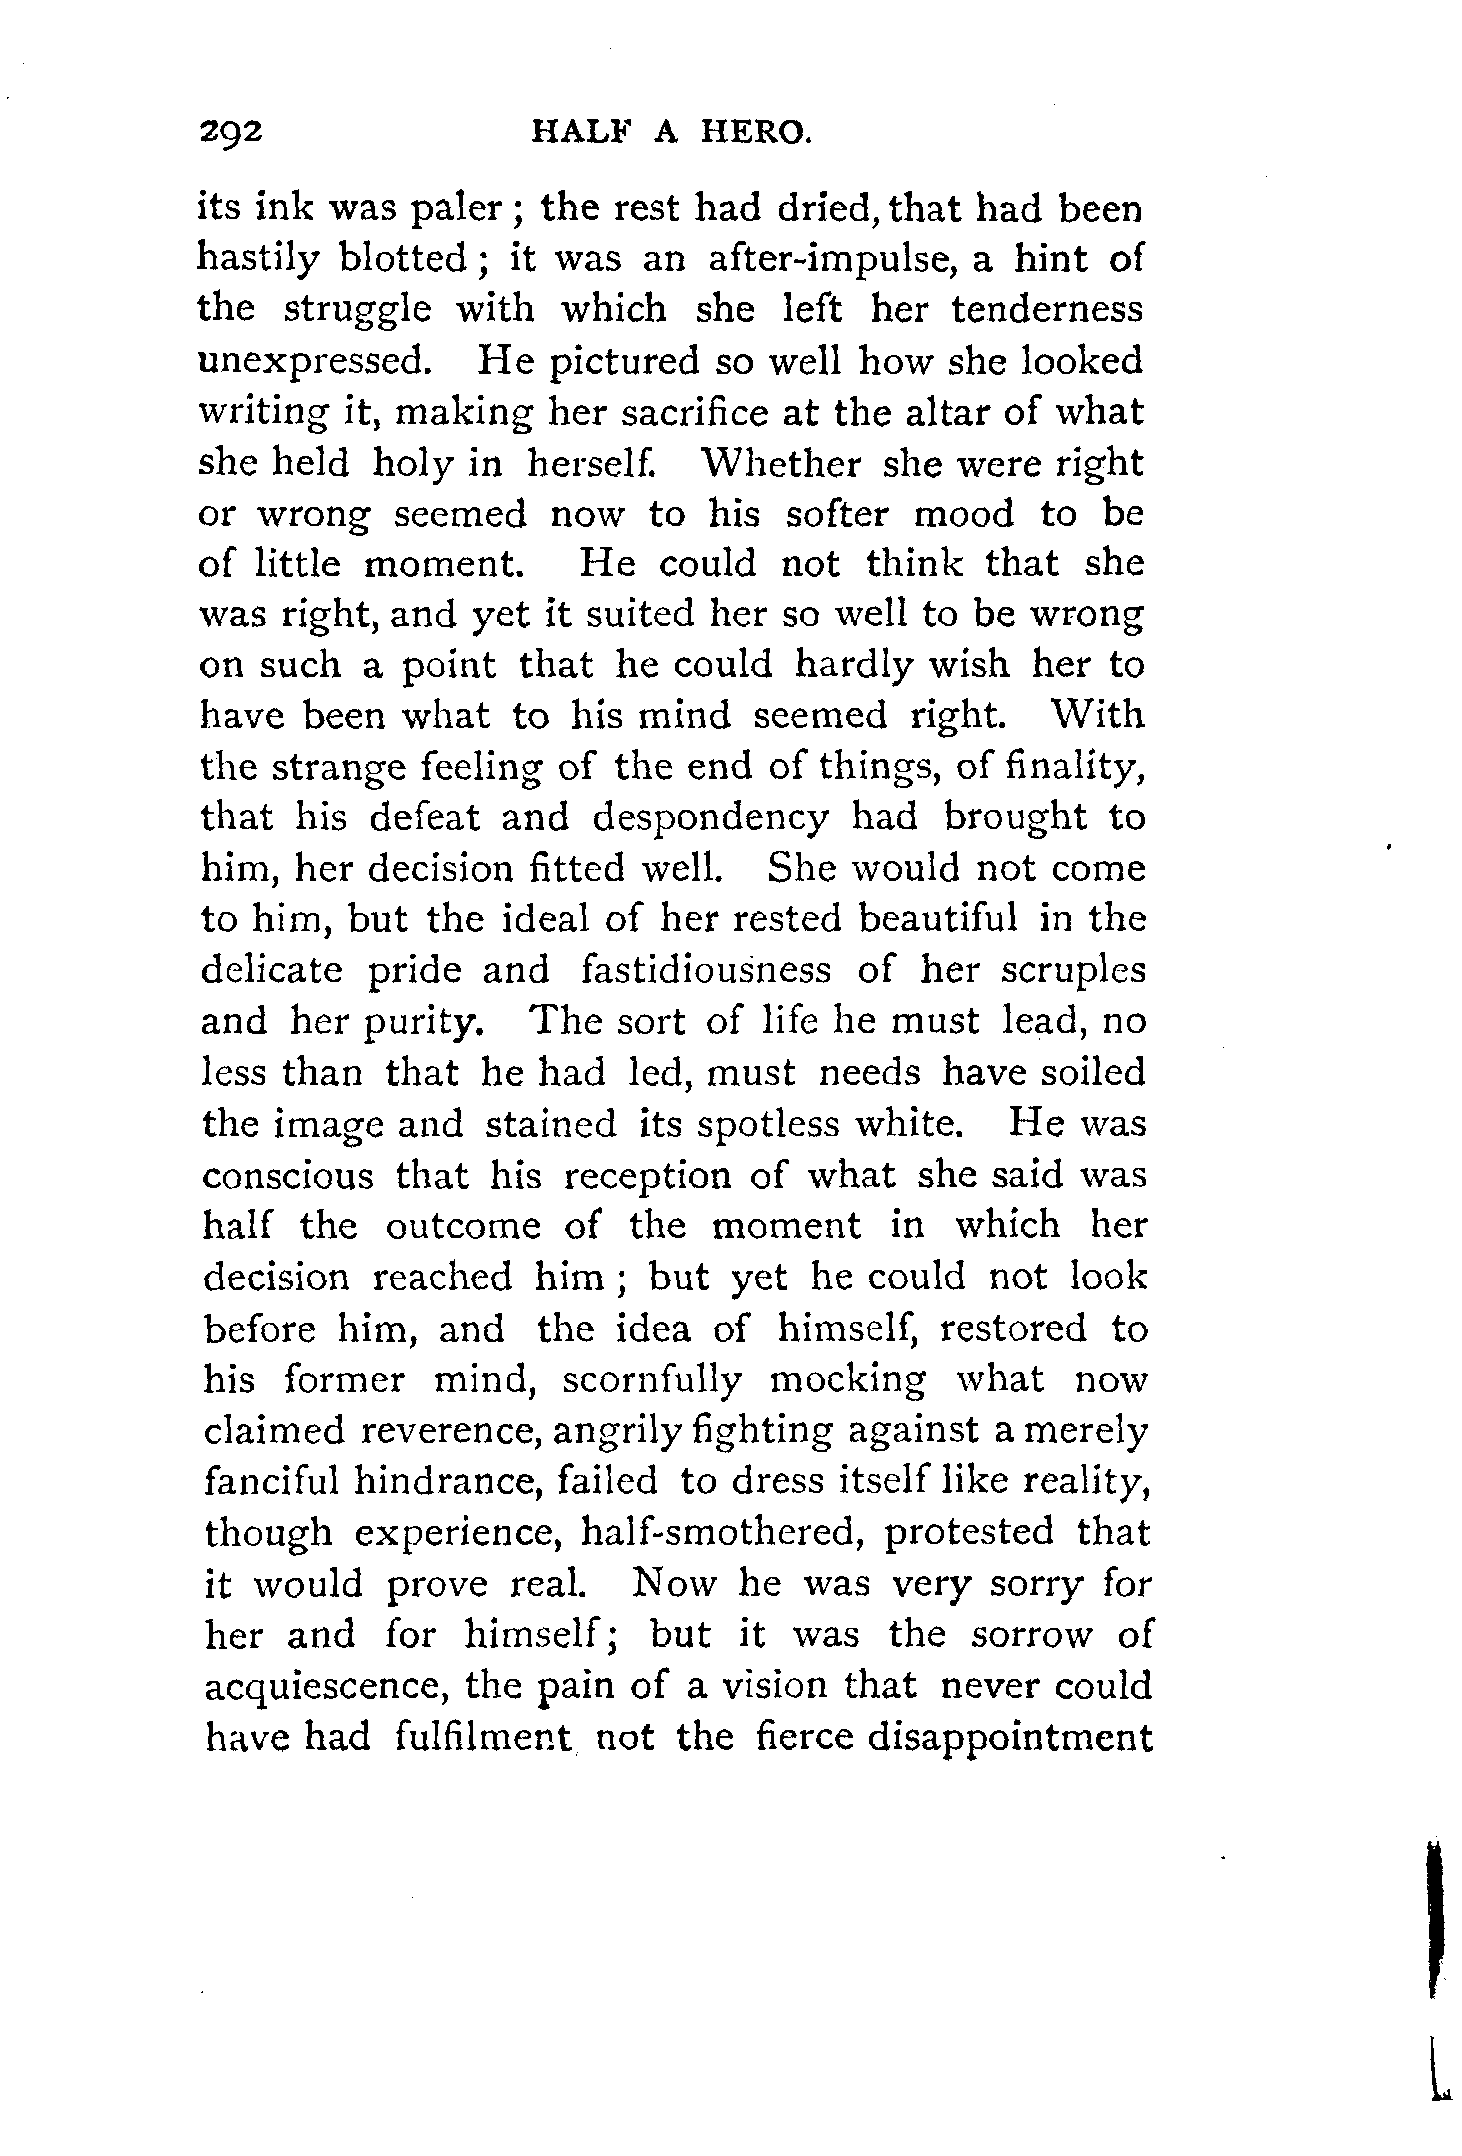 292 HALF A HERO.
its ink was paler ; the rest had dried, that had been
hastily blotted ; it was an after-impulse, a hint of
the struggle with which she left her tenderness
unexpressed. He pictured so well how she looked
writing it, making her sacrifice at the altar of what
she held holy in herself. Whether she were right
or wrong seemed now to his softer mood to be
of little moment. He could not think that she
was right, and yet it suited her so well to be wrong
on such a point that he could hardly wish her to
have been what to his mind seemed right. With
the strange feeling of the end of things, of finality,
that his defeat and despondency had brought to
him, her decision fitted well. She would not come
to him, but the ideal of her rested beautiful in the
delicate pride and fastidiousness of her scruples
and her purity. The sort of life he must lead, no
less than that he had led, must needs have soiled
the image and stained its spotless white. He was
conscious that his reception of what she said was
half the outcome of the moment in which her
decision reached him ; but yet he could not look
before him, and the idea of himself, restored to
his former mind, scornfully mocking what now
claimed reverence, angrily fighting against a merely
fanciful hindrance, failed to dress itself like reality,
though experience, half-smothered, protested that
it would prove real. Now he was very sorry for
her and for himself ; but it was the sorrow of
acquiescence, the pain of a vision that never could
have had fulfilment not the fierce disappointment